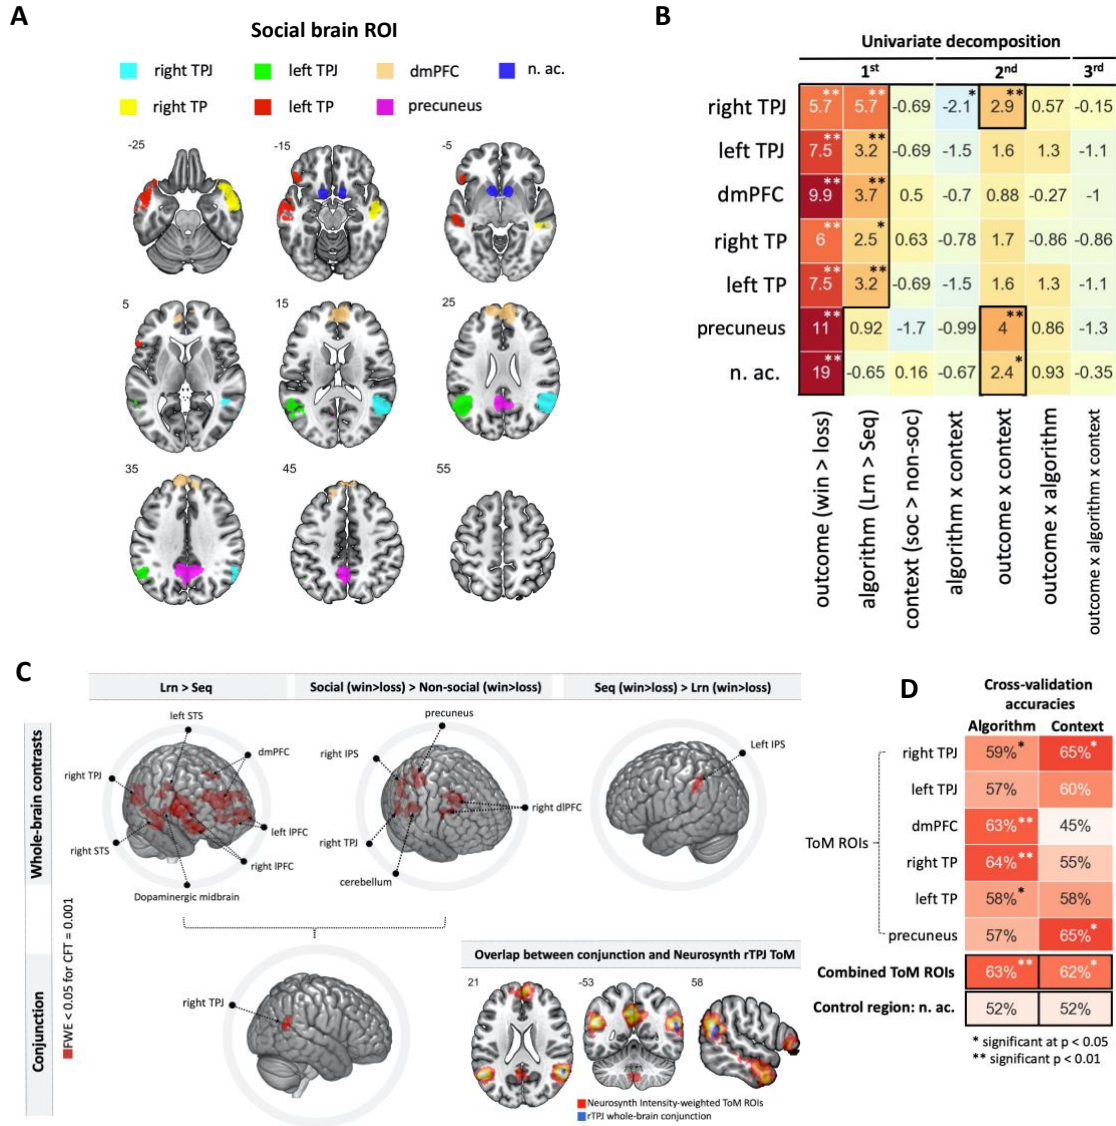 A
Social brain ROI
right TPJ
left TPJ
dmPFC
n. ac.
right TP
left TP
precuneus
-25
-15
-5
5
15
25
35
45
55
B
Univariate decomposition
1st 2nd 3rd
right TPJ 5.7** 5.7** -0.69 -2.1* 2.9** 0.57 -0.15
left TPJ 7.5** 3.2** -0.69 -1.5 1.6 1.3 -1.1
dmPFC 9.9** 3.7** 0.5 -0.7 0.88 -0.27 -1
right TP 6** 2.5* 0.63 -0.78 1.7 -0.86 -0.86
left TP 7.5** 3.2** -0.69 -1.5 1.6 1.3 -1.1
precuneus 11** 0.92 -1.7 -0.99 4** 0.86 -1.3
n. ac. 19** -0.65 0.16 -0.67 2.4* 0.93 -0.35
outcome (win > loss)
algorithm (Lrn > Seq)
context (soc > non-soc)
algorithm x context
outcome x context
outcome x algorithm
outcome x algorithm x context
C
Lrn > Seq
Social (win>loss) > Non-social (win>loss)
Seq (win>loss) > Lrn (win>loss)
Whole-brain contrasts
left STS
dmPFC
right TPJ
right STS
left lPFC
right lPFC
Dopaminergic midbrain
precuneus
right IPS
right dlPFC
right TPJ
cerebellum
Left IPS
Conjunction
FWE < 0.05 for CFT = 0.001
right TPJ
Overlap between conjunction and Neurosynth rTPJ ToM
21
-53
58
Neurosynth Intensity-weighted ToM ROIs
rTPJ whole-brain conjunction
D
Cross-validation
accuracies
Algorithm Context
ToM ROIs
right TPJ 59%* 65%*
left TPJ 57% 60%
dmPFC 63%** 45%
right TP 64%** 55%
left TP 58%* 58%
precuneus 57% 65%*
Combined ToM ROIs 63%** 62%*
Control region: n. ac. 52% 52%
* significant at p < 0.05
** significant p < 0.01